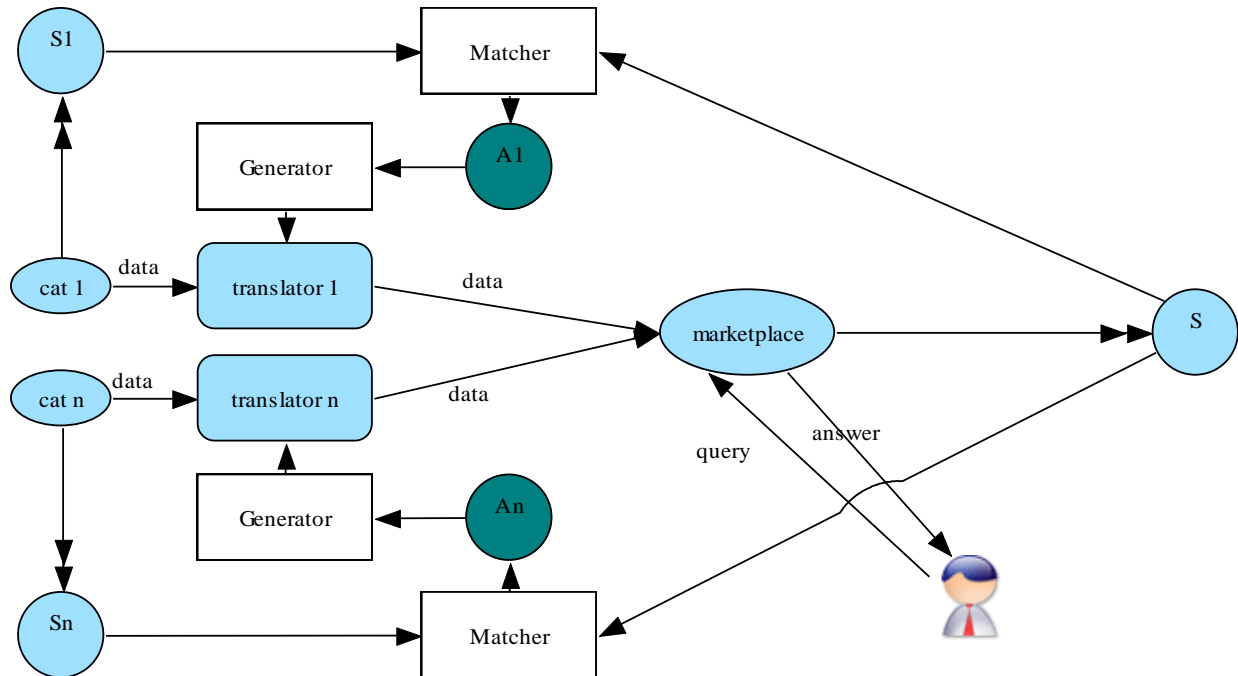 S1
Matcher
Generator
A1
data
cat 1
translator 1
data
marketplace
S
data
cat n
translator n
data
answer
query
Generator
An
Sn
Matcher